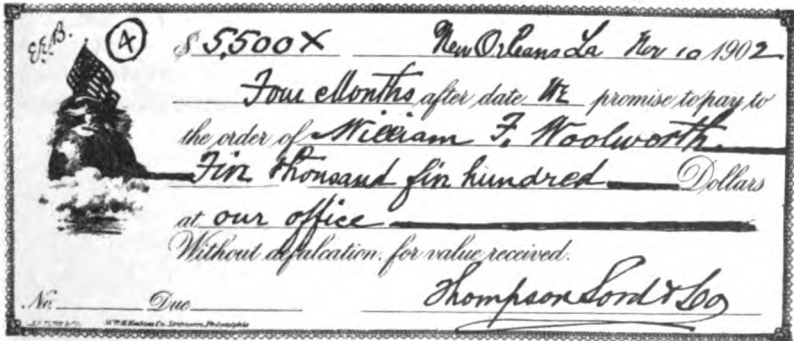 E.F.B.
④
$ 5,500X New Orleans La Nov 10 1902
Four Months after date We promise to pay to
the order of William F. Woolworth
Five Thousand five hundred Dollars
at our office
Without defalcation, for value received.
Thompson Lord & Co
No. Due